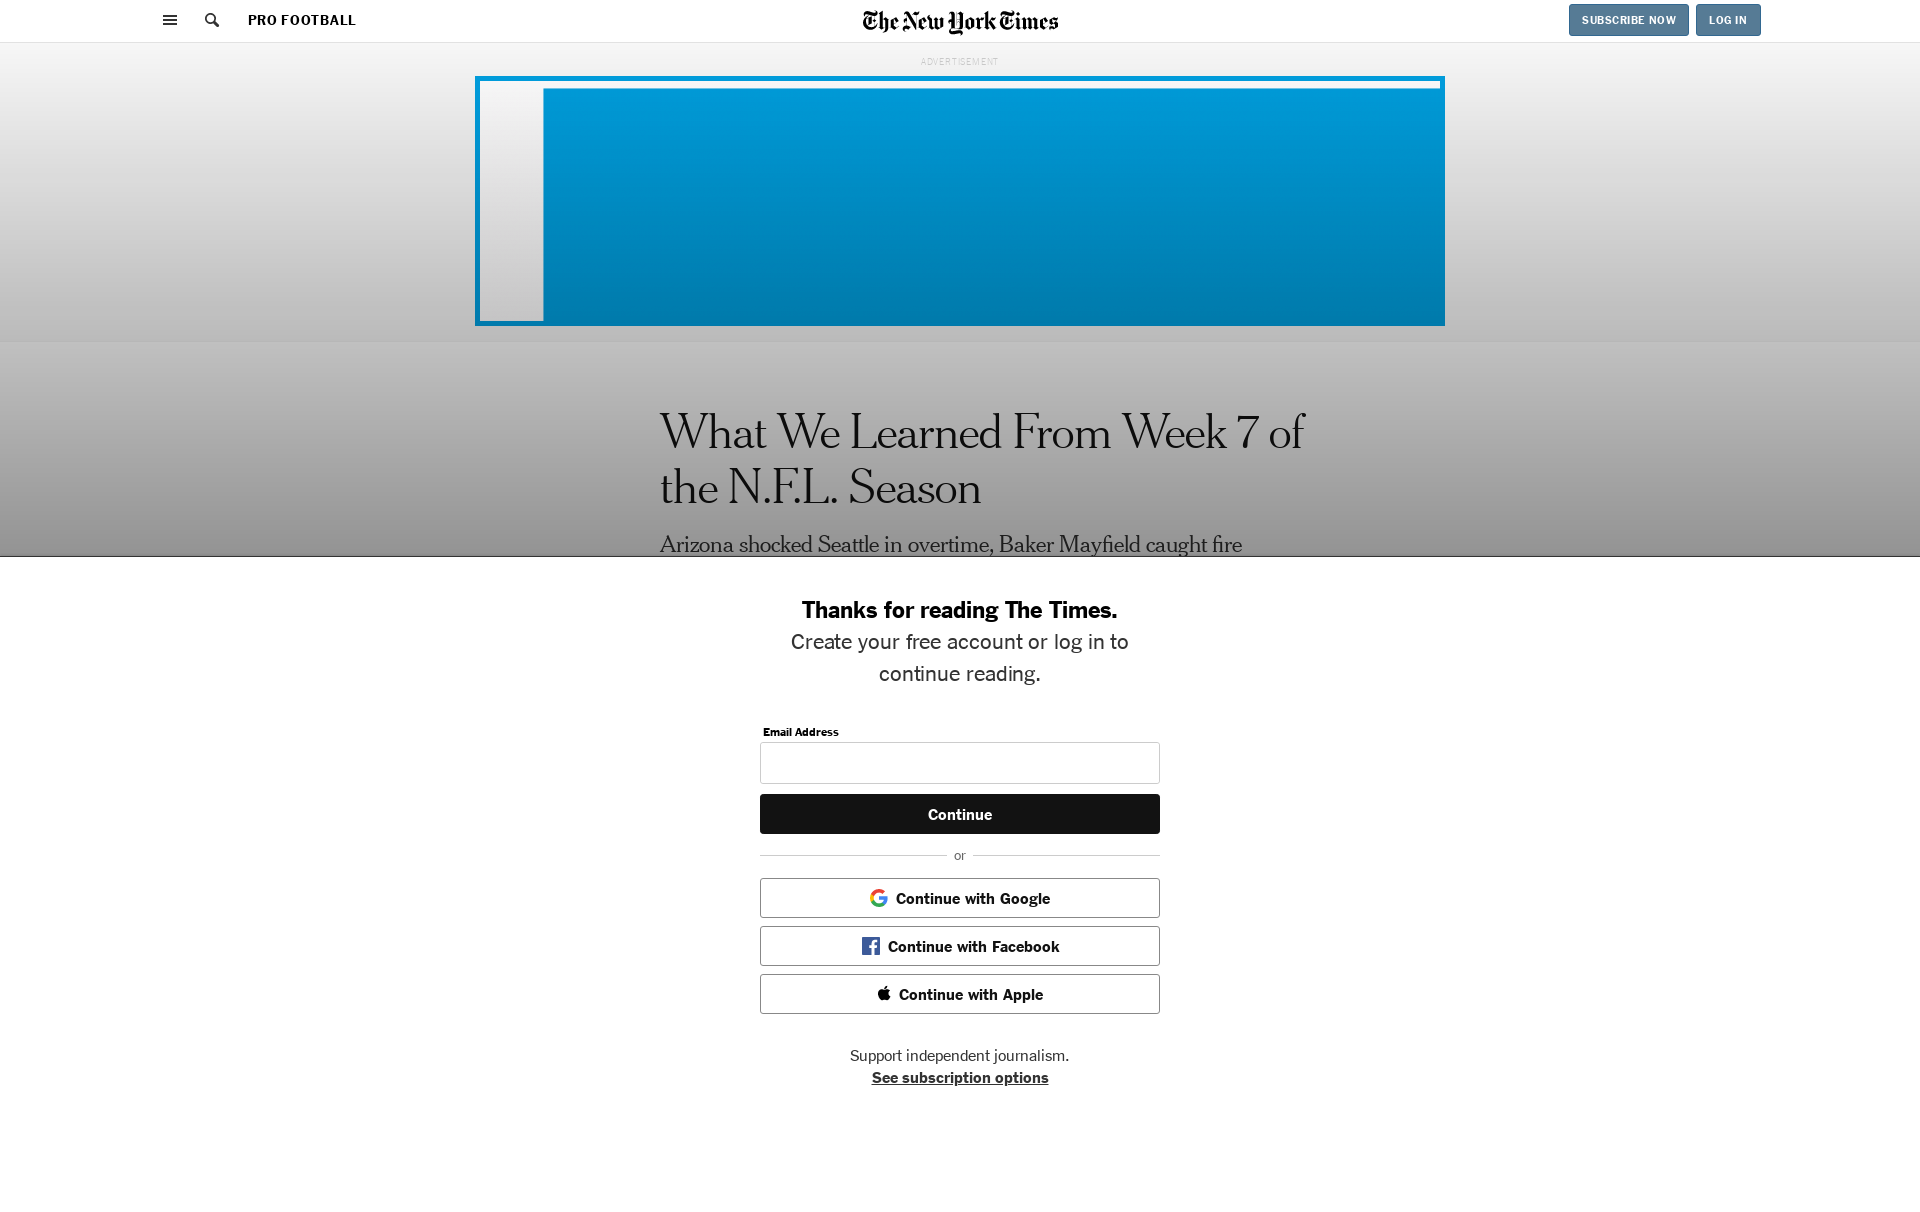 PRO FOOTBALL
The New York Times
SUBSCRIBE NOW
LOG IN
ADVERTISEMENT
What We Learned From Week 7 of
the N.F.L. Season
Arizona shocked Seattle in overtime, Baker Mayfield caught fire
Thanks for reading The Times.
Create your free account or log in to
continue reading.
Email Address
Continue
or
Continue with Google
Continue with Facebook
Continue with Apple
Support independent journalism.
See subscription options